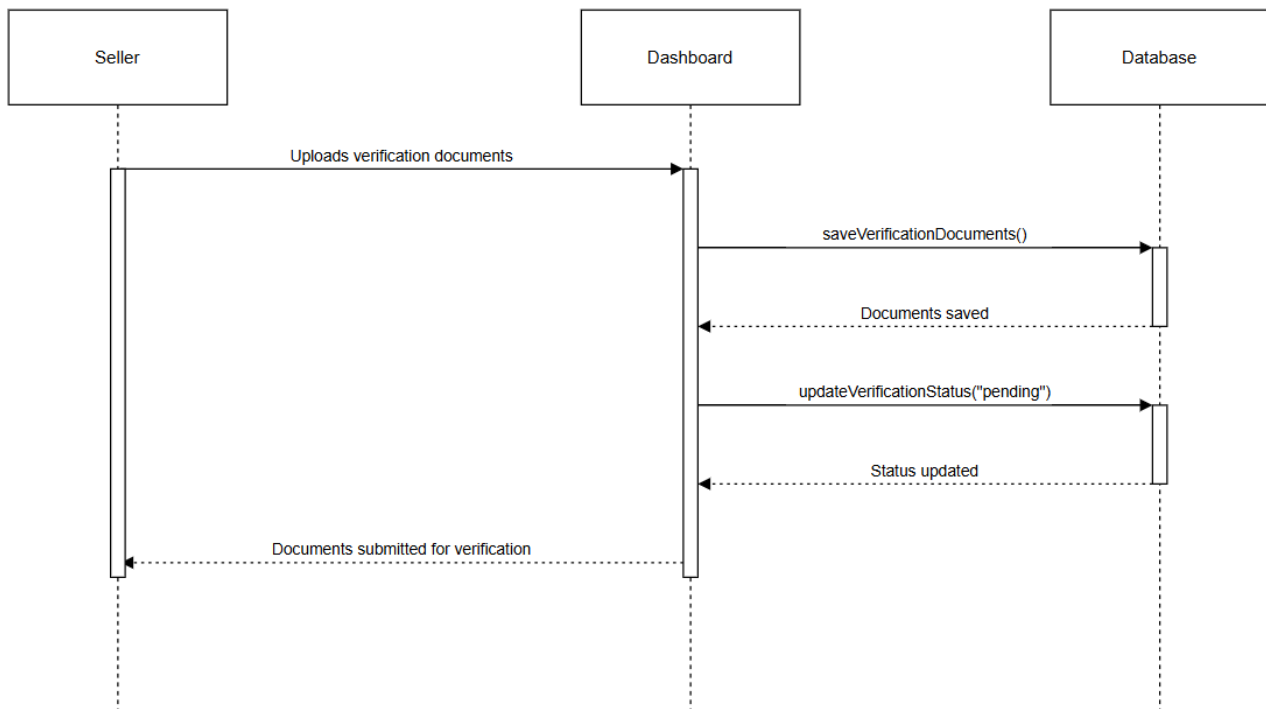 Seller
Dashboard
Database
Uploads verification documents
saveVerificationDocuments()
Documents saved
updateVerificationStatus("pending")
Status updated
Documents submitted for verification